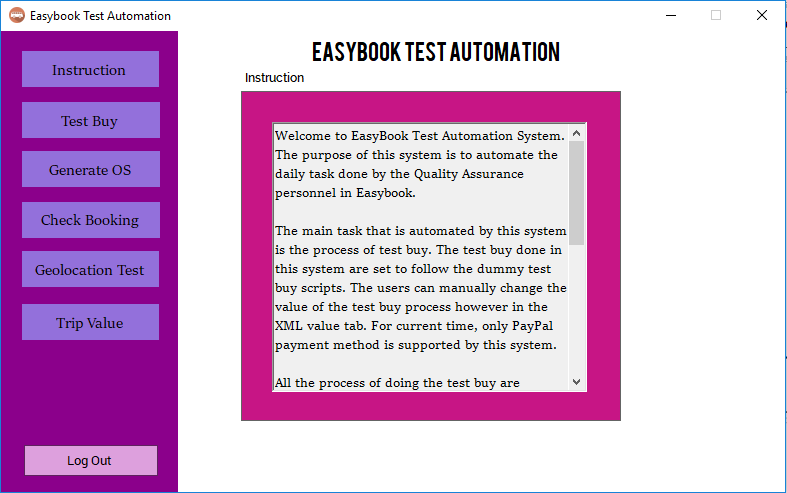 Easybook Test Automation
Instruction
Test Buy
Generate OS
Check Booking
Geolocation Test
Trip Value
Log Out
EASYBOOK TEST AUTOMATION
Instruction
Welcome to EasyBook Test Automation System.
The purpose of this system is to automate the
daily task done by the Quality Assurance
personnel in Easybook.
The main task that is automated by this system
is the process of test buy. The test buy done in
this system are set to follow the dummy test
buy scripts. The users can manually change the
value of the test buy process however in the
XML value tab. For current time, only PayPal
payment method is supported by this system.
All the process of doing the test buy are